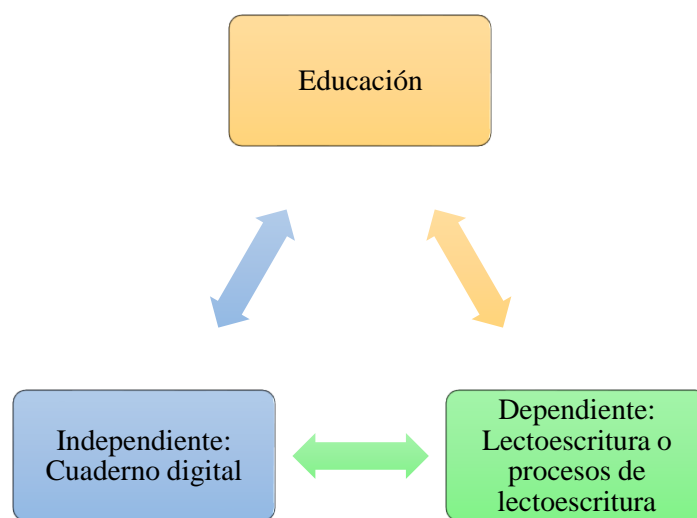 Educación
Independiente:
Cuaderno digital
Dependiente:
Lectoescritura o
procesos de
lectoescritura